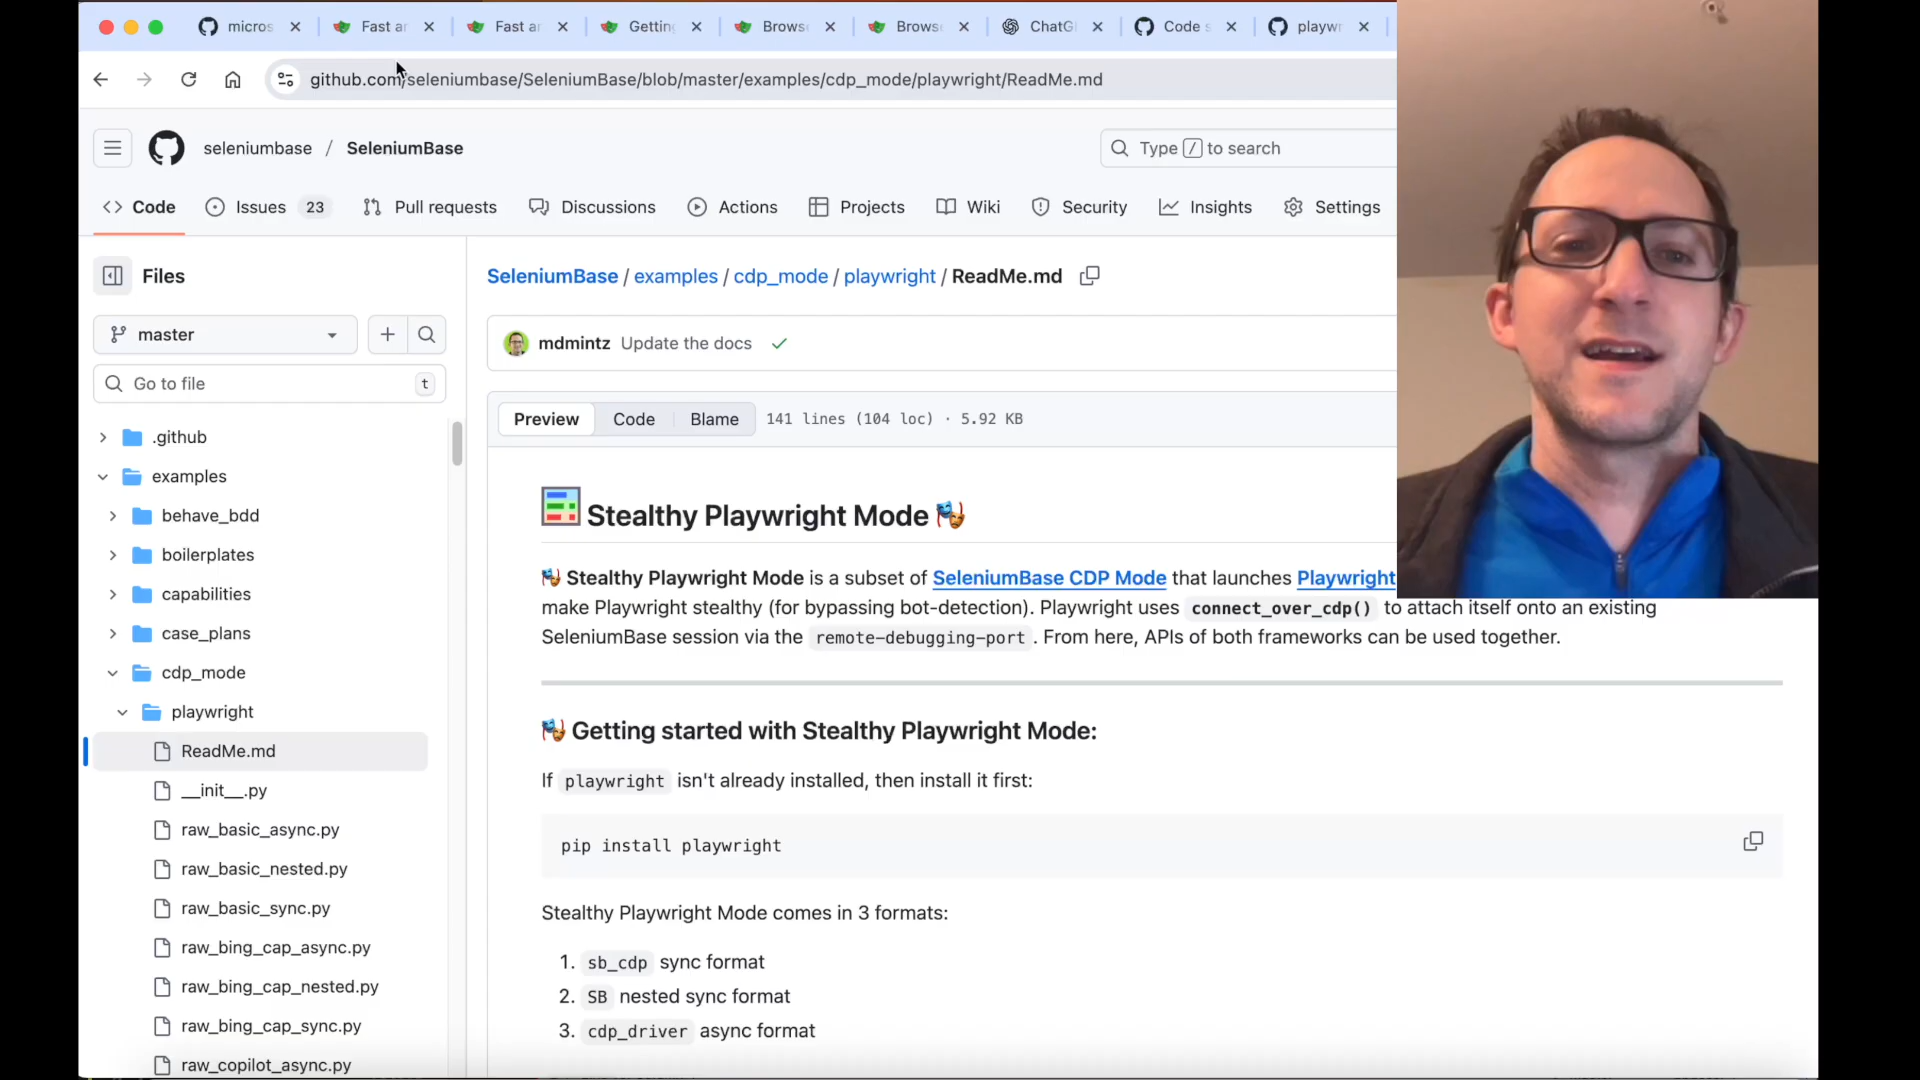 micros
Fast ar
Fast ar
Getting
Brows
Brows
ChatG
Code s
playwr
github.com/seleniumbase/SeleniumBase/blob/master/examples/cdp_mode/playwright/ReadMe.md
seleniumbase / SeleniumBase
Type / to search
Code
Issues 23
Pull requests
Discussions
Actions
Projects
Wiki
Security
Insights
Settings
Files
master
Go to file
t
.github
examples
behave_bdd
boilerplates
capabilities
case_plans
cdp_mode
playwright
ReadMe.md
__init__.py
raw_basic_async.py
raw_basic_nested.py
raw_basic_sync.py
raw_bing_cap_async.py
raw_bing_cap_nested.py
raw_bing_cap_sync.py
raw_copilot_async.py
SeleniumBase / examples / cdp_mode / playwright / ReadMe.md
mdmintz Update the docs
Preview Code Blame 141 lines (104 loc) · 5.92 KB
Stealthy Playwright Mode
Stealthy Playwright Mode is a subset of SeleniumBase CDP Mode that launches Playwright
make Playwright stealthy (for bypassing bot-detection). Playwright uses connect_over_cdp() to attach itself onto an existing
SeleniumBase session via the remote-debugging-port. From here, APIs of both frameworks can be used together.
Getting started with Stealthy Playwright Mode:
If playwright isn't already installed, then install it first:
pip install playwright
Stealthy Playwright Mode comes in 3 formats:
1. sb_cdp sync format
2. SB nested sync format
3. cdp_driver async format